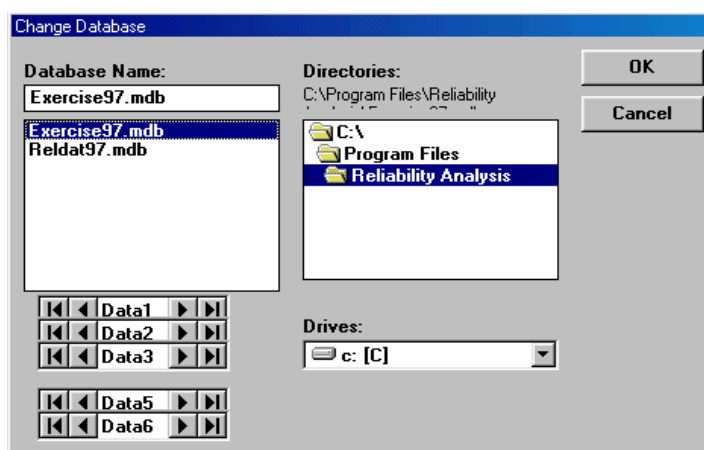 Change Database
Database Name:
Exercise97.mdb
Exercise97.mdb
Reldat97.mdb
Data1
Data2
Data3
Data5
Data6
Directories:
C:\Program Files\Reliability
C:\
Program Files
Reliability Analysis
Drives:
c: [C]
OK
Cancel